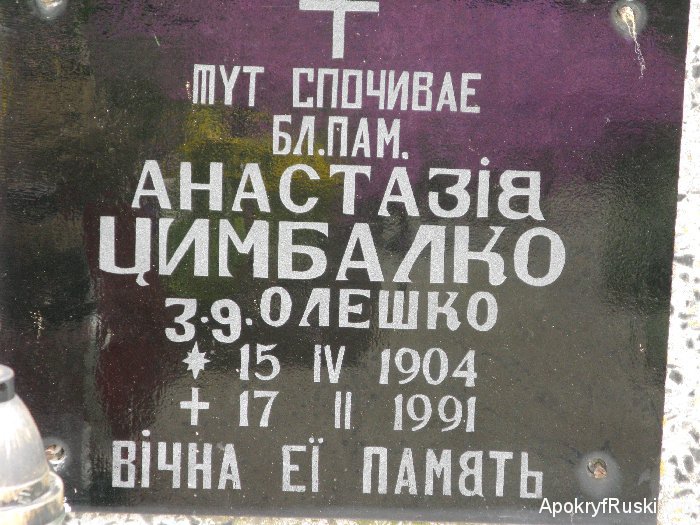 ТУТ СПОЧИВАЕ
БЛ.ПАМ.
АНАСТАЗІЯ
ЦИМБАЛКО
З.Д.ОЛЕШКО
* 15 IV 1904
+ 17 II 1991
ВІЧНА ЕЇ ПАМЯТЬ
ApokryfRuski